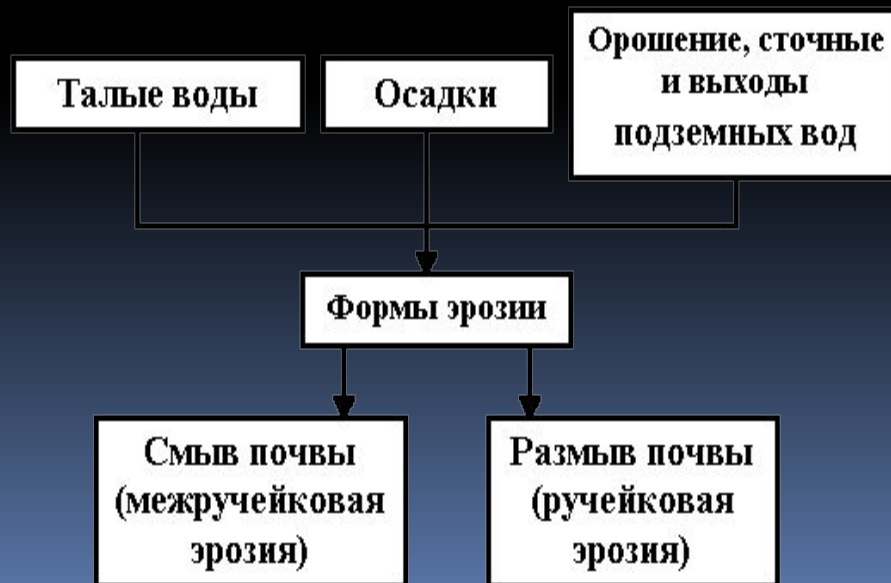 Талые воды
Осадки
Орошение, сточные
и выходы
подземных вод
Формы эрозии
Смыв почвы
(межручейковая
эрозия)
Размыв почвы
(ручейковая
эрозия)